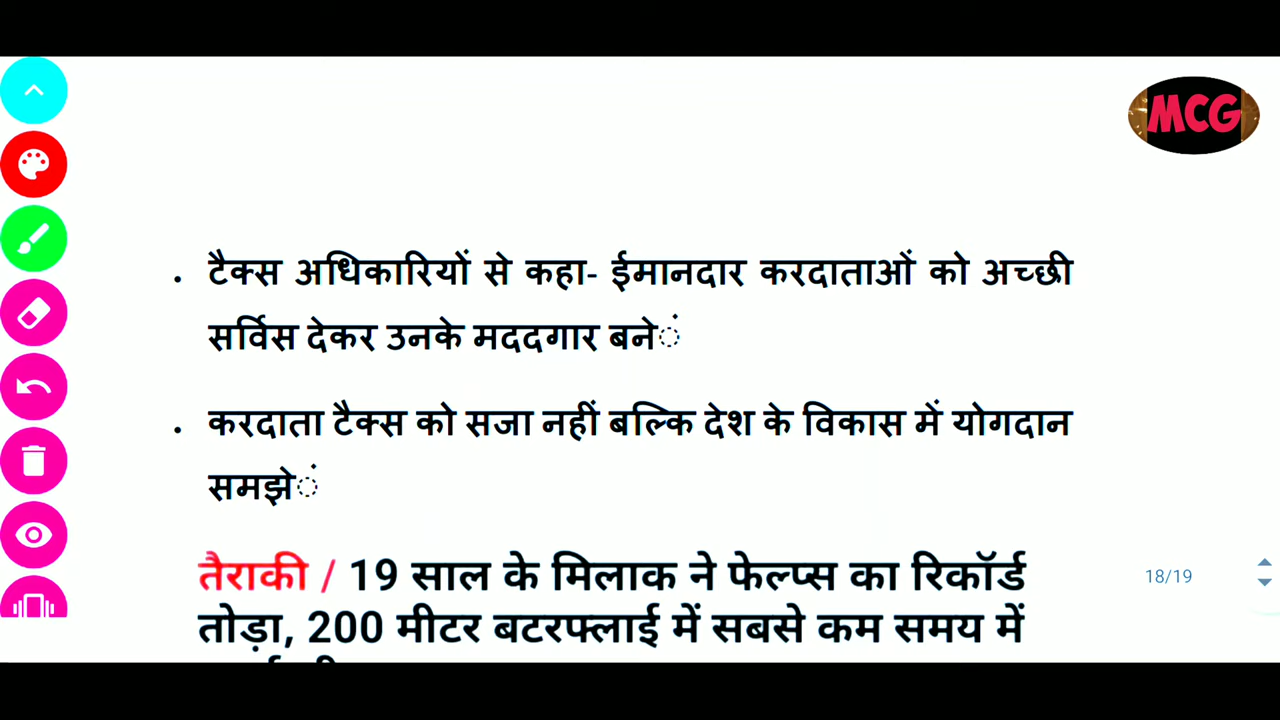 MCG
. टैक्स अधिकारियों से कहा- ईमानदार करदाताओं को अच्छी
सर्विस देकर उनके मददगार बनेें
. करदाता टैक्स को सजा नहीं बल्कि देश के विकास में योगदान
समझेें
तैराकी / 19 साल के मिलाक ने फेल्प्स का रिकॉर्ड
18/19
तोड़ा, 200 मीटर बटरफ्लाई में सबसे कम समय में